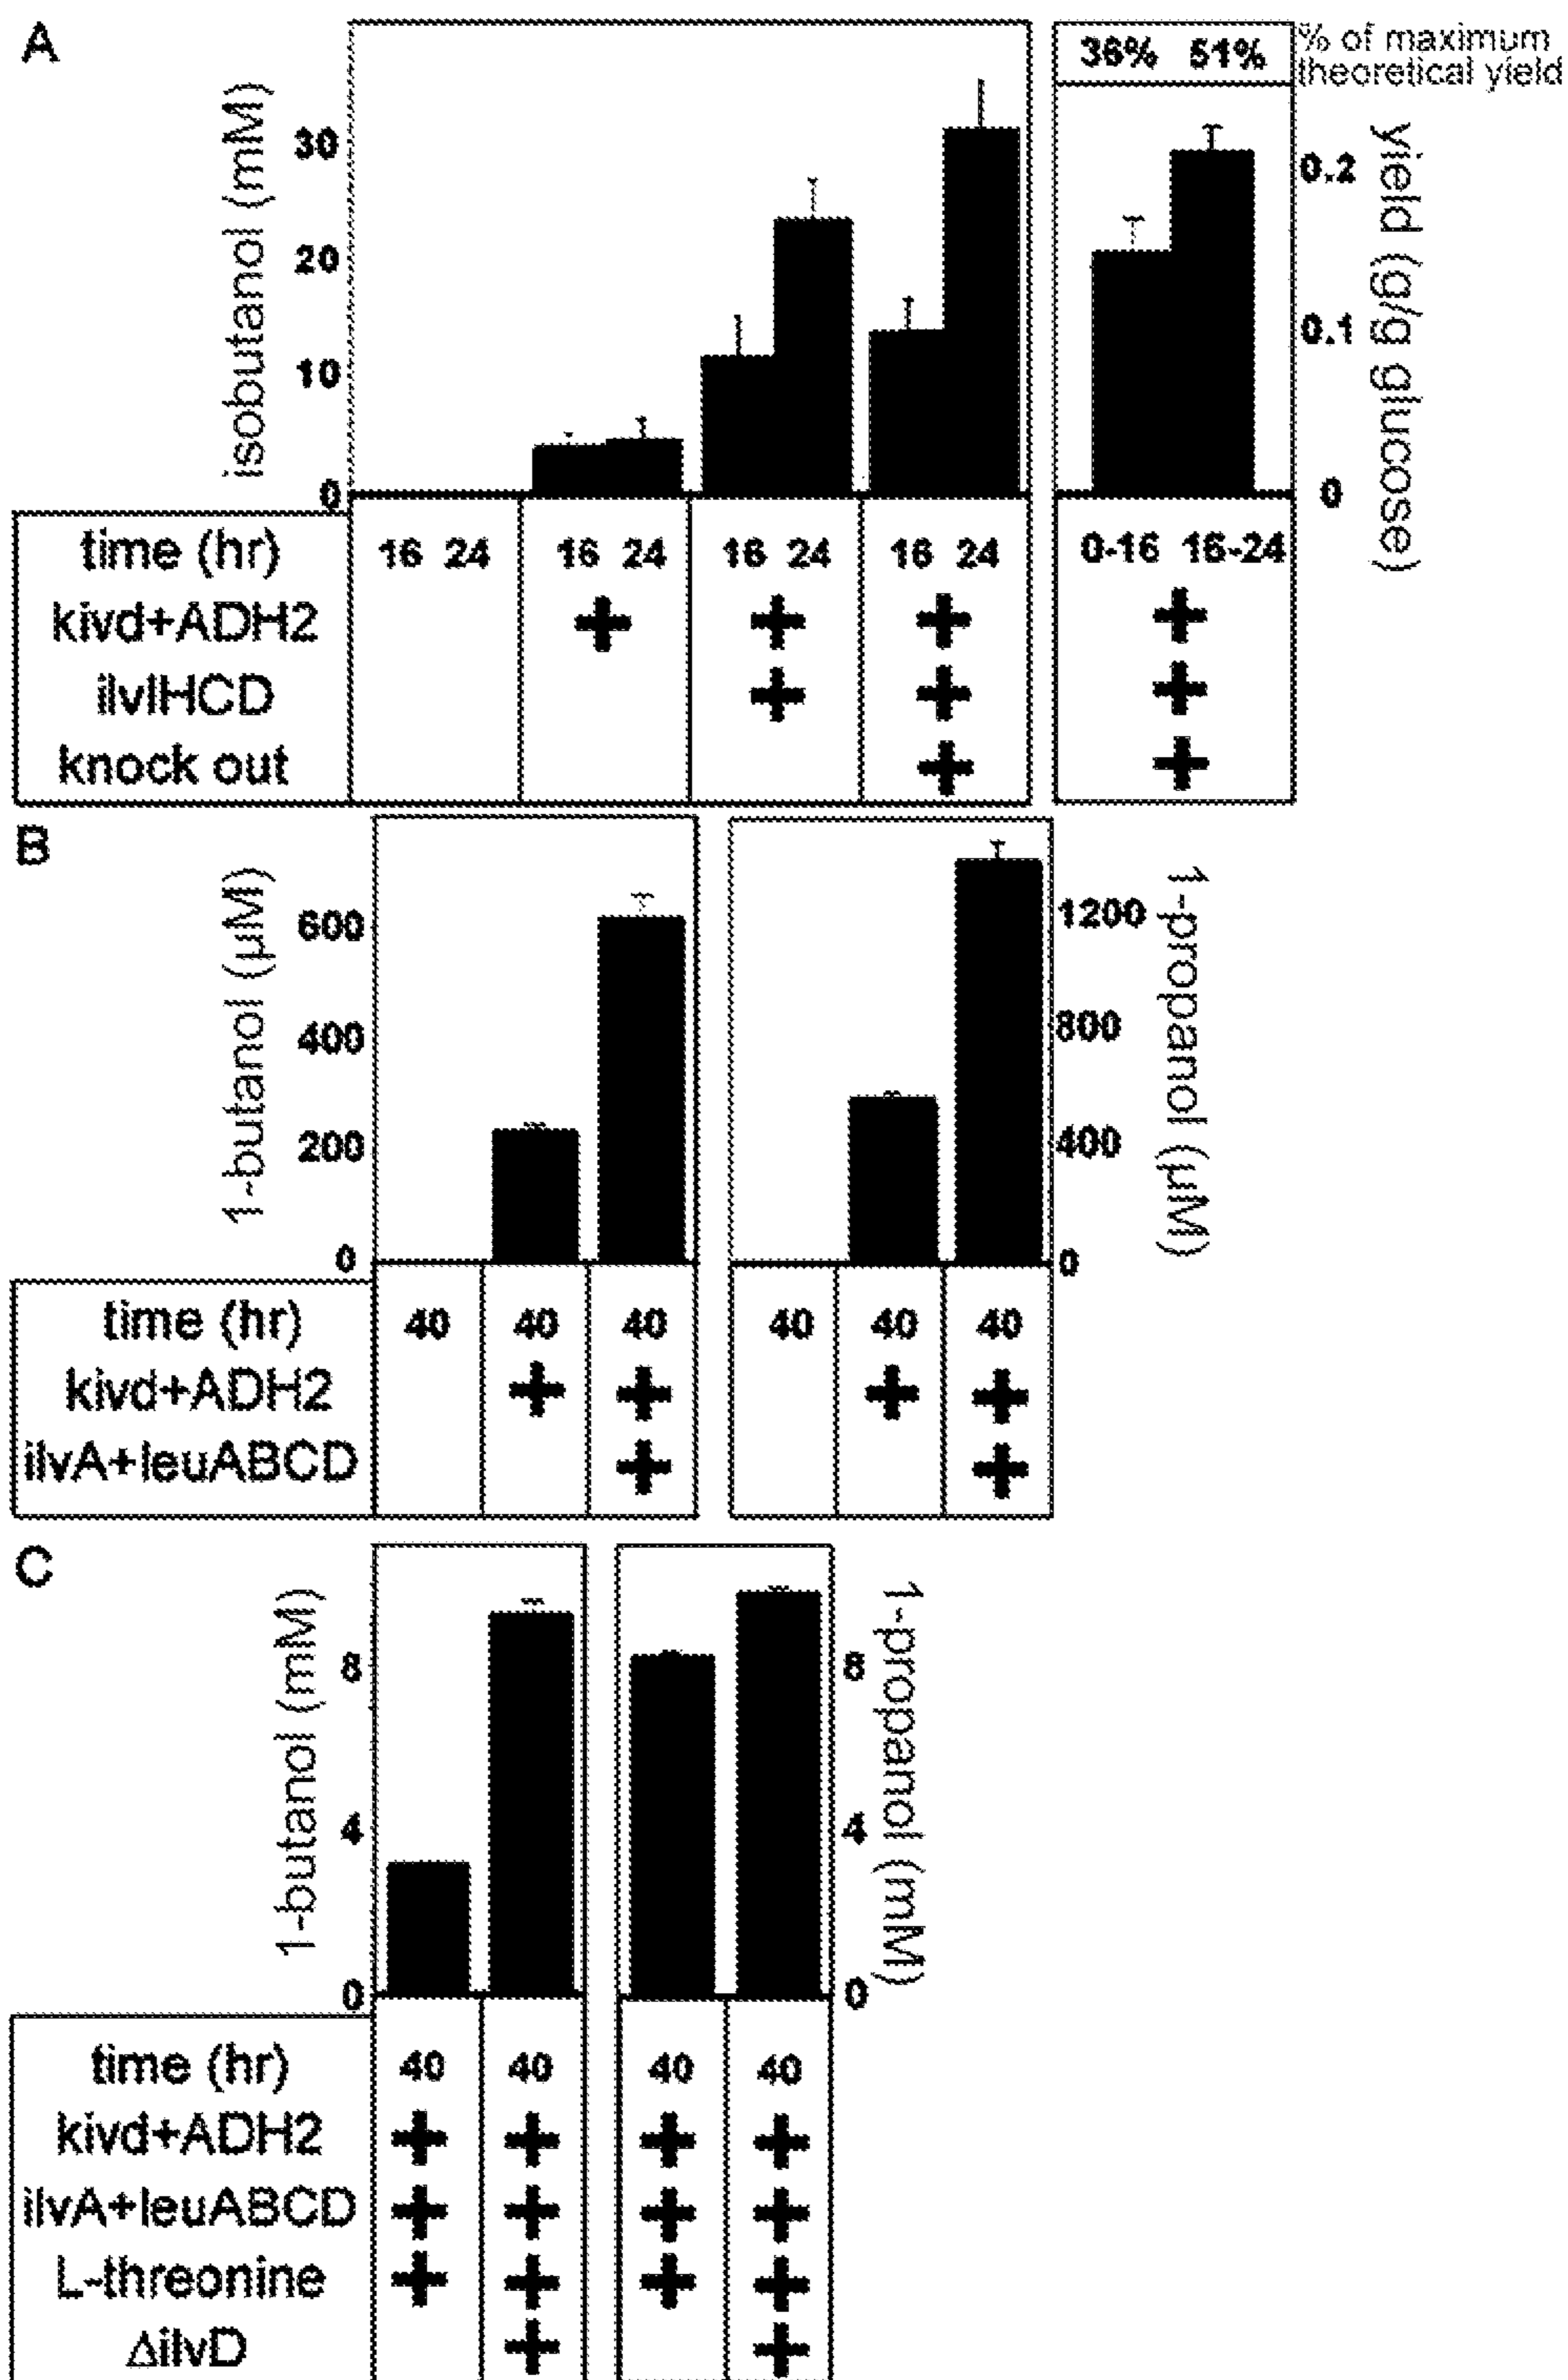 A
36% 51%
% of maximum
theoretical yield
isobutanol (mM)
30
20
10
0
0.2
0.1
0
yield (g/g glucose)
time (hr)
16 24
16 24
16 24
16 24
0-16 16-24
kivd+ADH2
+ + + +
ilvIHCD
+ + +
knock out
+ +
B
1-butanol (µM)
600
400
200
0
1200
800
400
0
1-propanol (µM)
time (hr)
40 40 40
40 40 40
kivd+ADH2
+ + + +
ilvA+leuABCD
+ +
C
1-butanol (mM)
8
4
0
8
4
0
1-propanol (mM)
time (hr)
40 40
40 40
kivd+ADH2
+ + + +
ilvA+leuABCD
+ + + +
L-threonine
+ + + +
ΔilvD
+ +